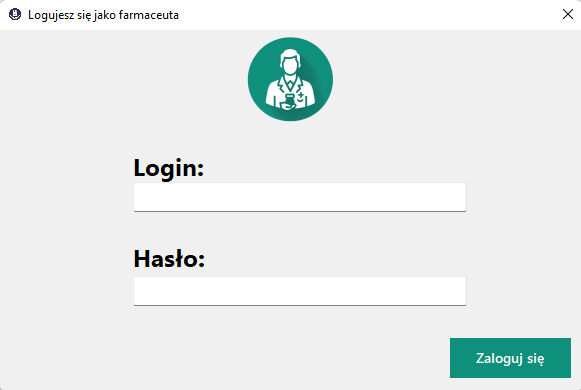 Logujesz się jako farmaceuta
Login:
Hasło:
Zaloguj się